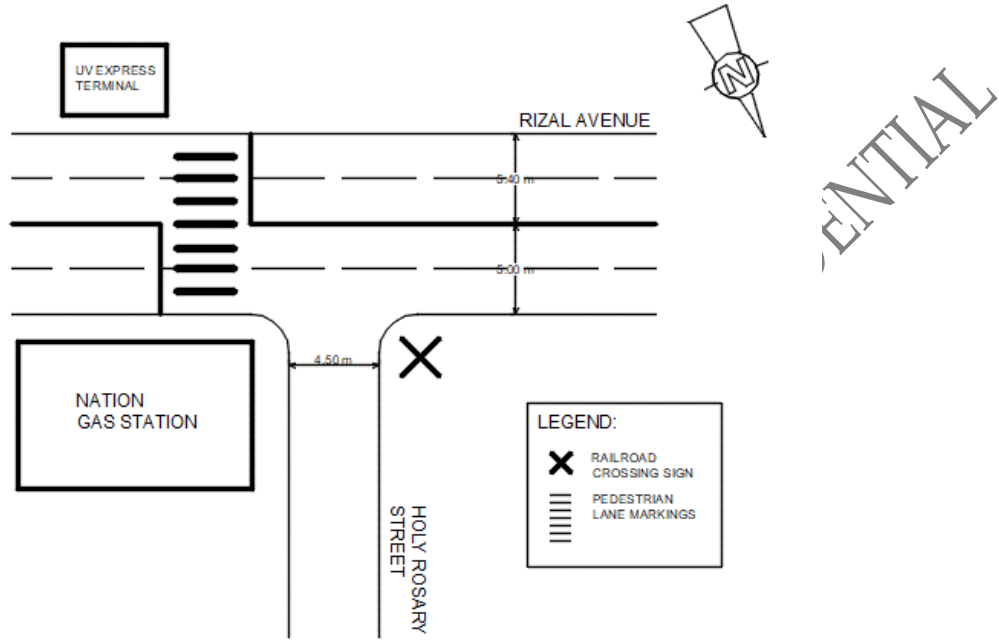 UV EXPRESS
TERMINAL
N
RIZAL AVENUE
5.40 m
5.00 m
4.50 m
NATION
GAS STATION
HOLY ROSARY
STREET
LEGEND:
RAILROAD
CROSSING SIGN
PEDESTRIAN
LANE MARKINGS
ENTIAL